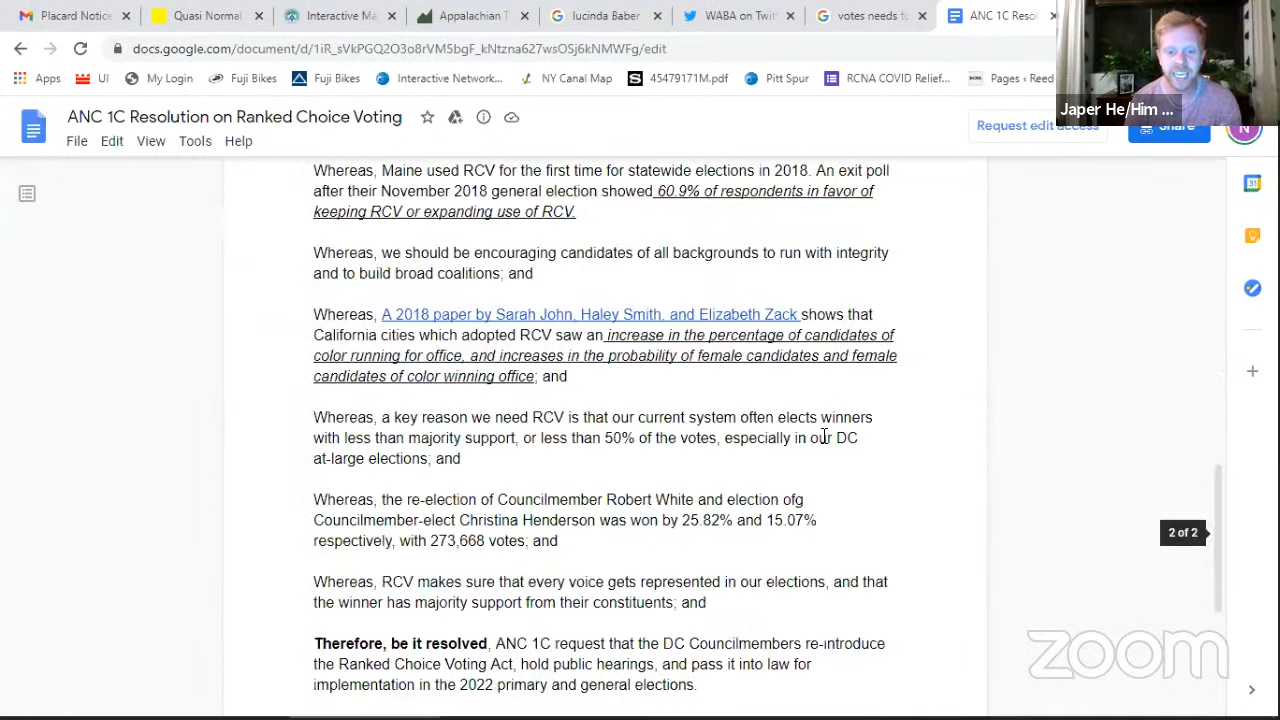 Placard Notice
Quasi Norma
Interactive Ma
Appalachian T
lucinda Baber
WABA on Twit
votes needs to
ANC 1C Resol
docs.google.com/document/d/1iR_sVkPGQ2O3o8rVM5bgF_kNtzna627wsOSj6kNMWFg/edit
Apps
UI
My Login
Fuji Bikes
Fuji Bikes
Interactive Network...
NY Canal Map
45479171M.pdf
Pitt Spur
RCNA COVID Relief...
Pages ‹ Reed
Japer He/Him ...
ANC 1C Resolution on Ranked Choice Voting
Request edit access
Share
File Edit View Tools Help
Whereas, Maine used RCV for the first time for statewide elections in 2018. An exit poll
after their November 2018 general election showed 60.9% of respondents in favor of
keeping RCV or expanding use of RCV.
Whereas, we should be encouraging candidates of all backgrounds to run with integrity
and to build broad coalitions; and
Whereas, A 2018 paper by Sarah John, Haley Smith, and Elizabeth Zack shows that
California cities which adopted RCV saw an increase in the percentage of candidates of
color running for office, and increases in the probability of female candidates and female
candidates of color winning office; and
Whereas, a key reason we need RCV is that our current system often elects winners
with less than majority support, or less than 50% of the votes, especially in our DC
at-large elections; and
Whereas, the re-election of Councilmember Robert White and election ofg
Councilmember-elect Christina Henderson was won by 25.82% and 15.07%
respectively, with 273,668 votes; and
Whereas, RCV makes sure that every voice gets represented in our elections, and that
the winner has majority support from their constituents; and
Therefore, be it resolved, ANC 1C request that the DC Councilmembers re-introduce
the Ranked Choice Voting Act, hold public hearings, and pass it into law for
implementation in the 2022 primary and general elections.
2 of 2
31
zoom